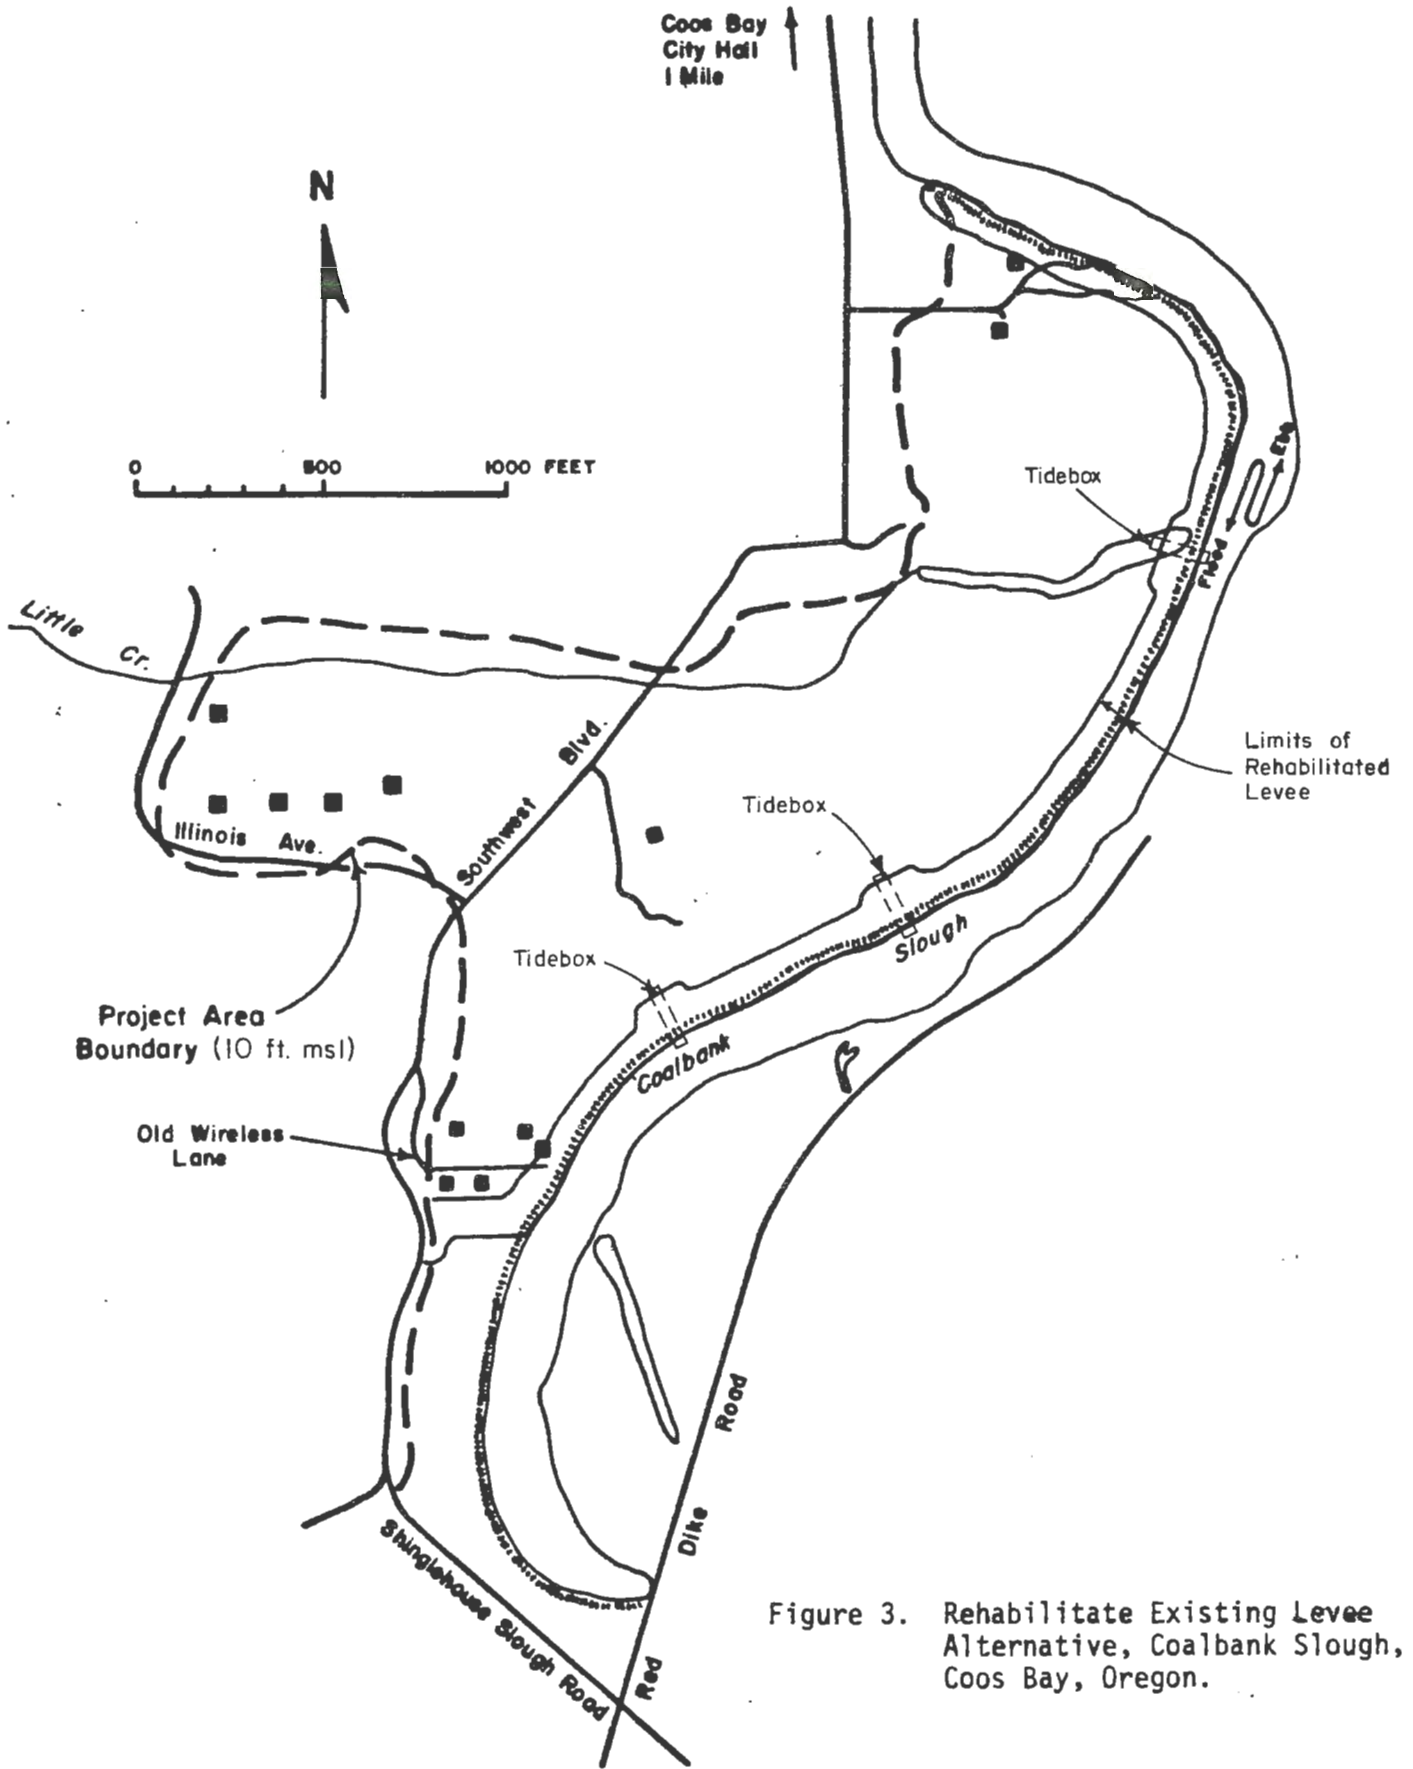 Coos Bay
City Hall
1 Mile
N
0 500 1000 FEET
Ebb
Tidebox
Flood
Little Cr.
Limits of
Rehabilitated
Levee
Southwest Blvd.
Tidebox
Illinois Ave.
Tidebox
Coalbank Slough
Project Area
Boundary (10 ft. msl)
Old Wireless
Lane
Red Dike Road
Shinglehouse Slough Road
Figure 3. Rehabilitate Existing Levee
Alternative, Coalbank Slough,
Coos Bay, Oregon.